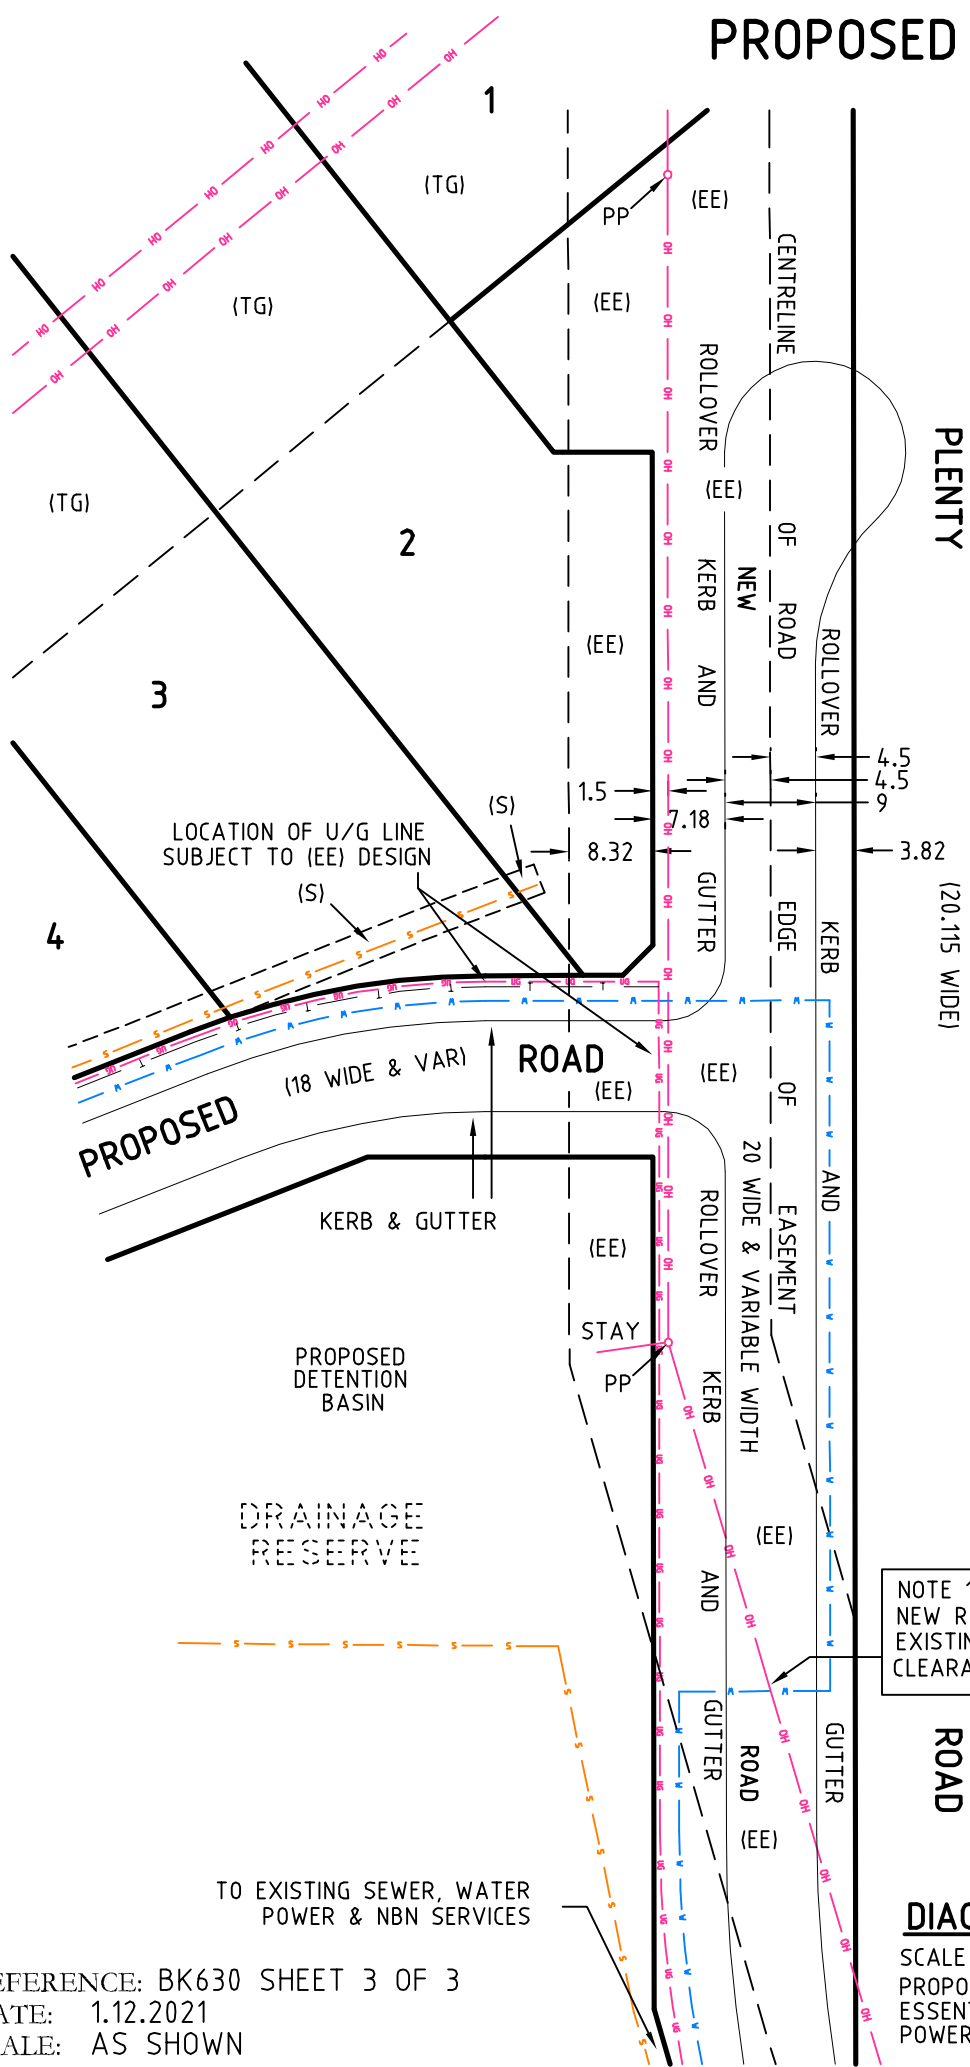 PROPOSED
1
(TG)
PP
(EE)
(TG)
(EE)
CENTRELINE OF ROAD EDGE OF EASEMENT
ROLLOVER KERB AND GUTTER
PLENTY ROAD
(TG)
(EE)
2
NEW ROAD
(EE)
ROLLOVER KERB AND GUTTER
3
4.5
4.5
1.5
9
(S)
7.18
LOCATION OF U/G LINE
SUBJECT TO (EE) DESIGN
8.32
3.82
(S)
(20.115 WIDE)
4
ROAD
(18 WIDE & VAR)
(EE)
(EE)
PROPOSED
20 WIDE & VARIABLE WIDTH
KERB & GUTTER
ROLLOVER KERB AND GUTTER
(EE)
STAY
PP
PROPOSED
DETENTION
BASIN
DRAINAGE
RESERVE
(EE)
NOTE 1
NEW R
EXISTIN
CLEARA
(EE)
TO EXISTING SEWER, WATER
POWER & NBN SERVICES
DIAG
SCALE
PROPO
ESSENT
POWER
EFERENCE: BK630 SHEET 3 OF 3
ATE: 1.12.2021
ALE: AS SHOWN